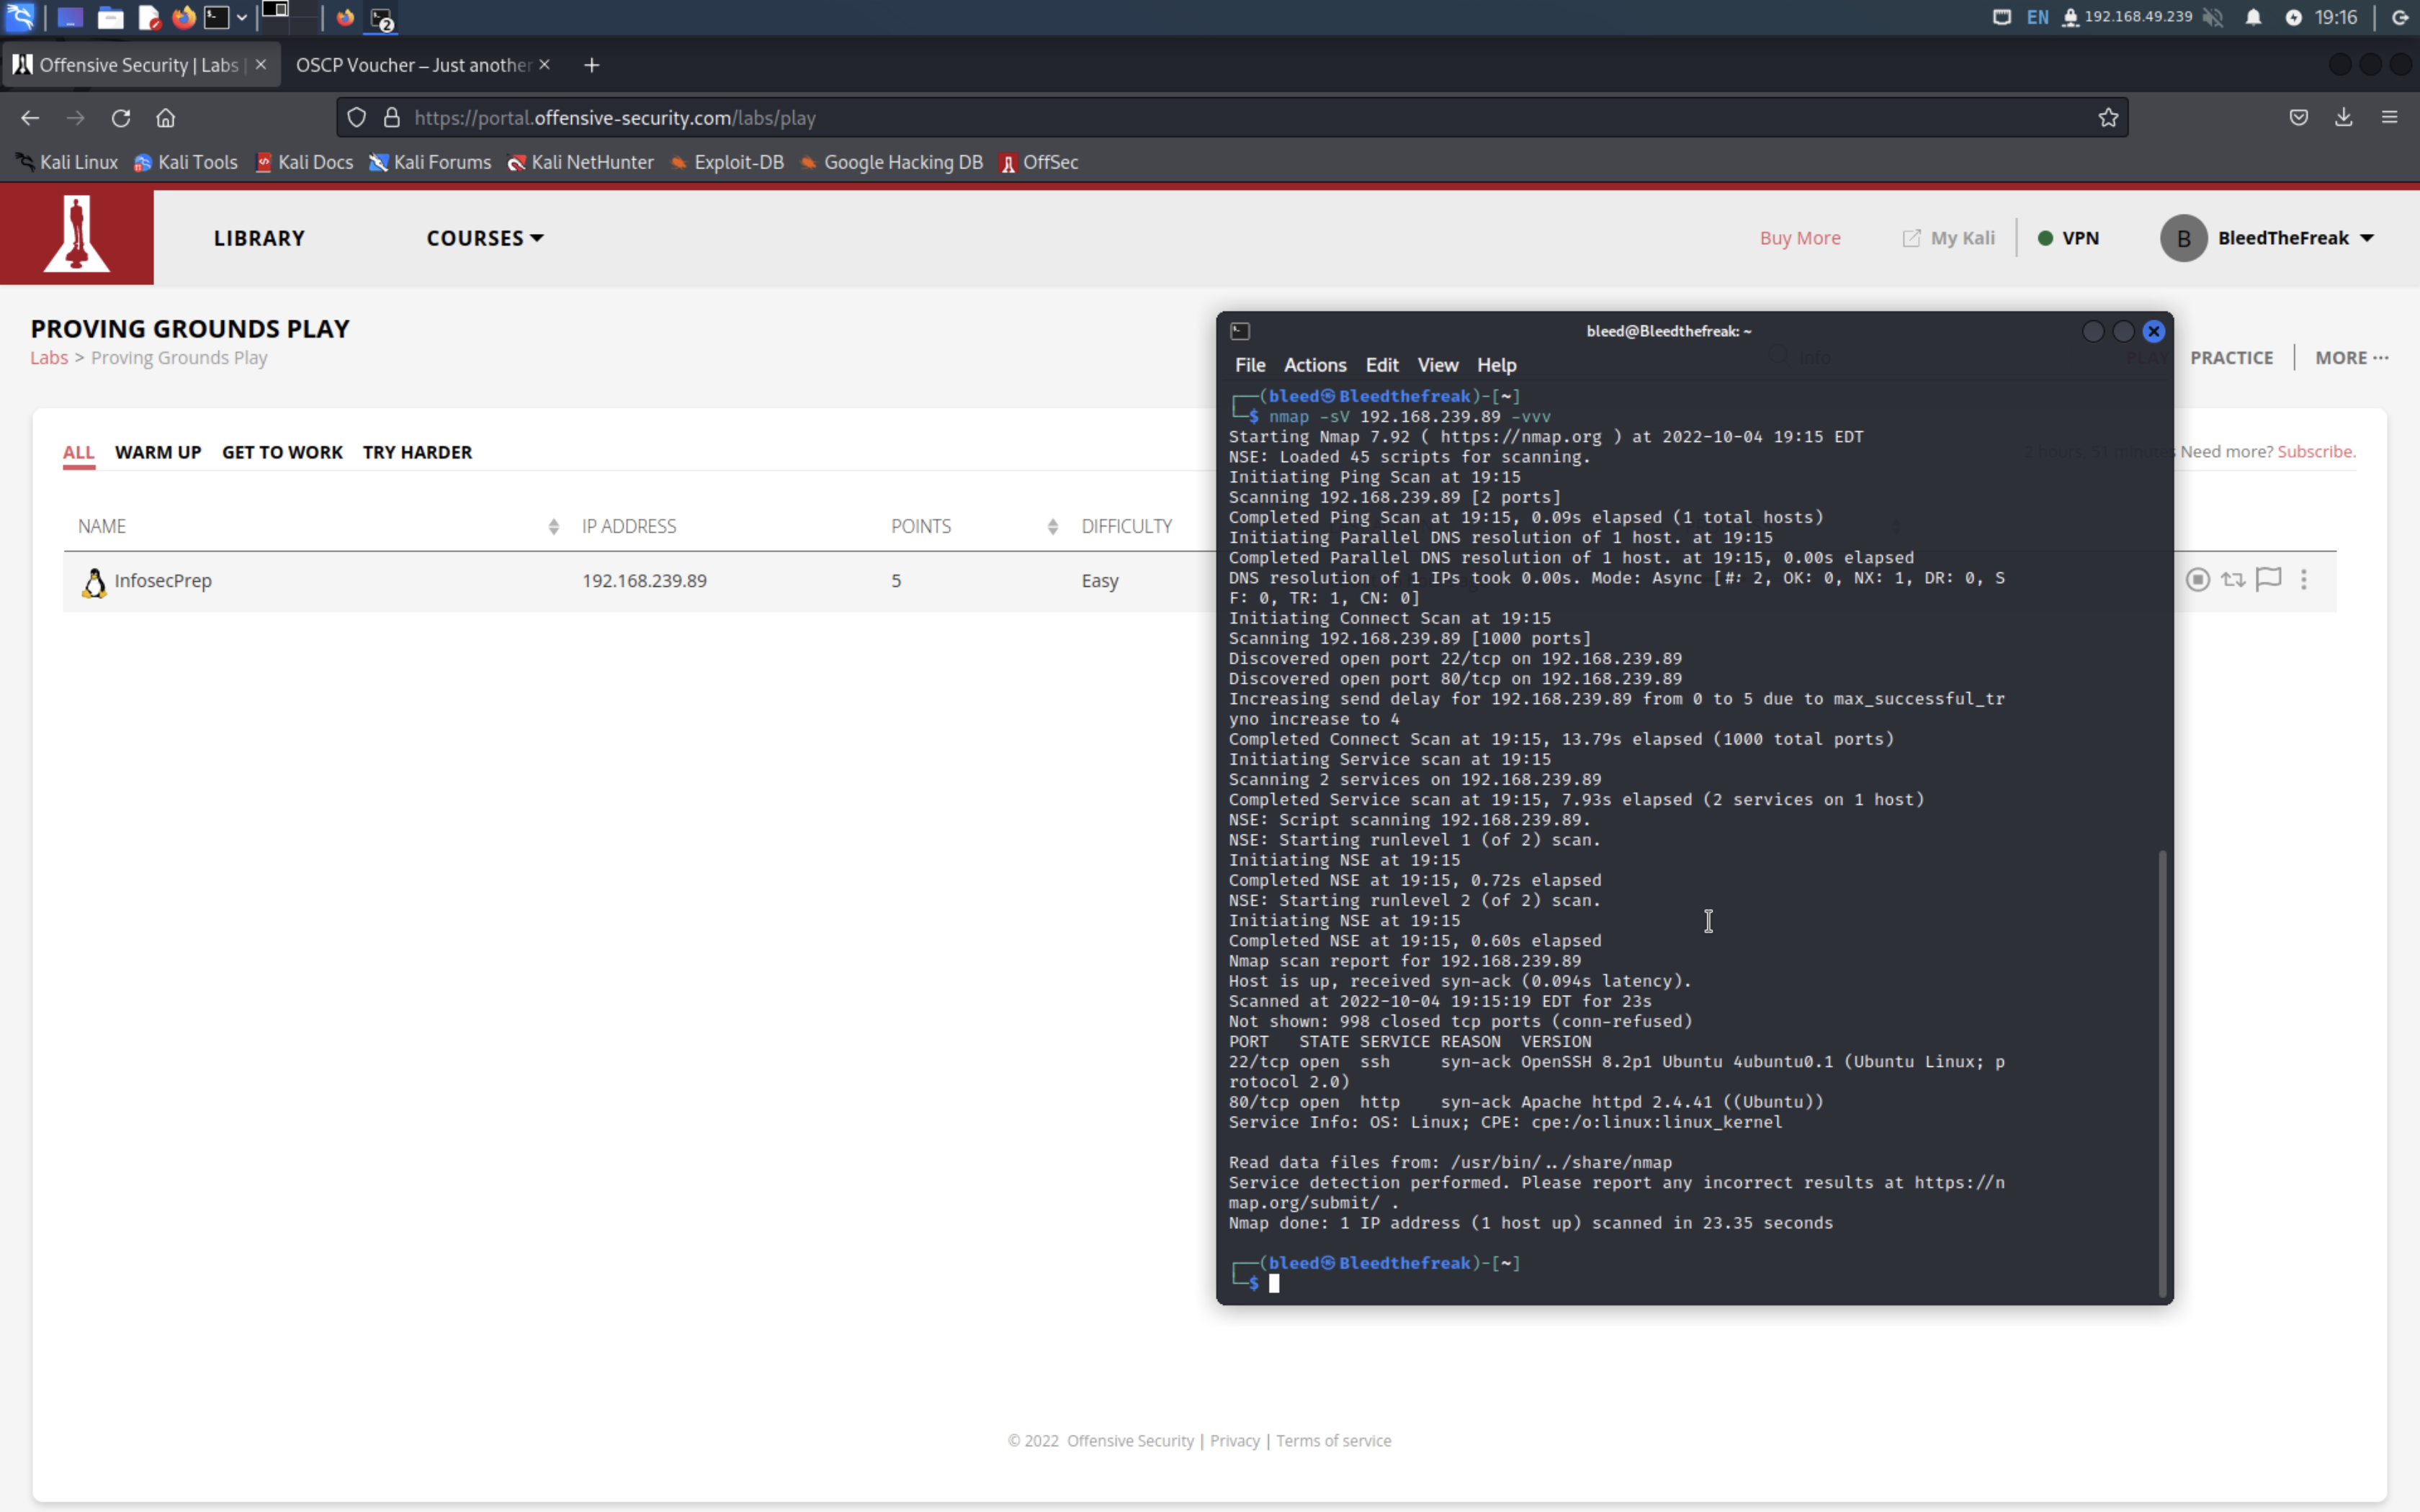 EN 192.168.49.239 19:16
2
Offensive Security | Labs |
OSCP Voucher – Just another
https://portal.offensive-security.com/labs/play
Kali Linux Kali Tools Kali Docs Kali Forums Kali NetHunter Exploit-DB Google Hacking DB OffSec
LIBRARY COURSES Buy More My Kali VPN B BleedTheFreak
PROVING GROUNDS PLAY
Labs > Proving Grounds Play
info
PLAY PRACTICE MORE ···
ALL WARM UP GET TO WORK TRY HARDER
2 hours, 51 minutes Need more? Subscribe.
NAME IP ADDRESS POINTS DIFFICULTY
InfosecPrep 192.168.239.89 5 Easy
bleed@Bleedthefreak: ~
File Actions Edit View Help
┌──(bleed㉿Bleedthefreak)-[~]
└─$ nmap -sV 192.168.239.89 -vvv
Starting Nmap 7.92 ( https://nmap.org ) at 2022-10-04 19:15 EDT
NSE: Loaded 45 scripts for scanning.
Initiating Ping Scan at 19:15
Scanning 192.168.239.89 [2 ports]
Completed Ping Scan at 19:15, 0.09s elapsed (1 total hosts)
Initiating Parallel DNS resolution of 1 host. at 19:15
Completed Parallel DNS resolution of 1 host. at 19:15, 0.00s elapsed
DNS resolution of 1 IPs took 0.00s. Mode: Async [#: 2, OK: 0, NX: 1, DR: 0, S
F: 0, TR: 1, CN: 0]
Initiating Connect Scan at 19:15
Scanning 192.168.239.89 [1000 ports]
Discovered open port 22/tcp on 192.168.239.89
Discovered open port 80/tcp on 192.168.239.89
Increasing send delay for 192.168.239.89 from 0 to 5 due to max_successful_tr
yno increase to 4
Completed Connect Scan at 19:15, 13.79s elapsed (1000 total ports)
Initiating Service scan at 19:15
Scanning 2 services on 192.168.239.89
Completed Service scan at 19:15, 7.93s elapsed (2 services on 1 host)
NSE: Script scanning 192.168.239.89.
NSE: Starting runlevel 1 (of 2) scan.
Initiating NSE at 19:15
Completed NSE at 19:15, 0.72s elapsed
NSE: Starting runlevel 2 (of 2) scan.
Initiating NSE at 19:15
Completed NSE at 19:15, 0.60s elapsed
Nmap scan report for 192.168.239.89
Host is up, received syn-ack (0.094s latency).
Scanned at 2022-10-04 19:15:19 EDT for 23s
Not shown: 998 closed tcp ports (conn-refused)
PORT STATE SERVICE REASON VERSION
22/tcp open ssh syn-ack OpenSSH 8.2p1 Ubuntu 4ubuntu0.1 (Ubuntu Linux; p
rotocol 2.0)
80/tcp open http syn-ack Apache httpd 2.4.41 ((Ubuntu))
Service Info: OS: Linux; CPE: cpe:/o:linux:linux_kernel
Read data files from: /usr/bin/../share/nmap
Service detection performed. Please report any incorrect results at https://n
map.org/submit/ .
Nmap done: 1 IP address (1 host up) scanned in 23.35 seconds
┌──(bleed㉿Bleedthefreak)-[~]
└─$
© 2022 Offensive Security | Privacy | Terms of service